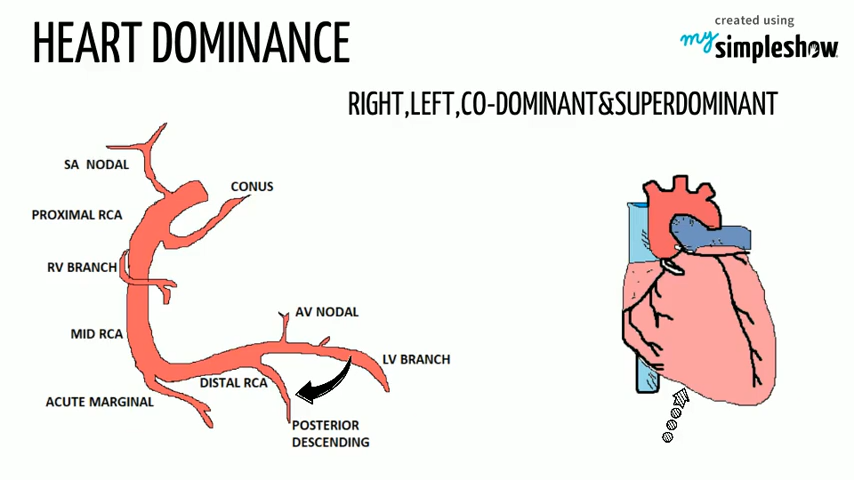 HEART DOMINANCE
created using
my simpleshow
RIGHT,LEFT,CO-DOMINANT&SUPERDOMINANT
SA NODAL
CONUS
PROXIMAL RCA
RV BRANCH
AV NODAL
MID RCA
LV BRANCH
DISTAL RCA
ACUTE MARGINAL
POSTERIOR
DESCENDING